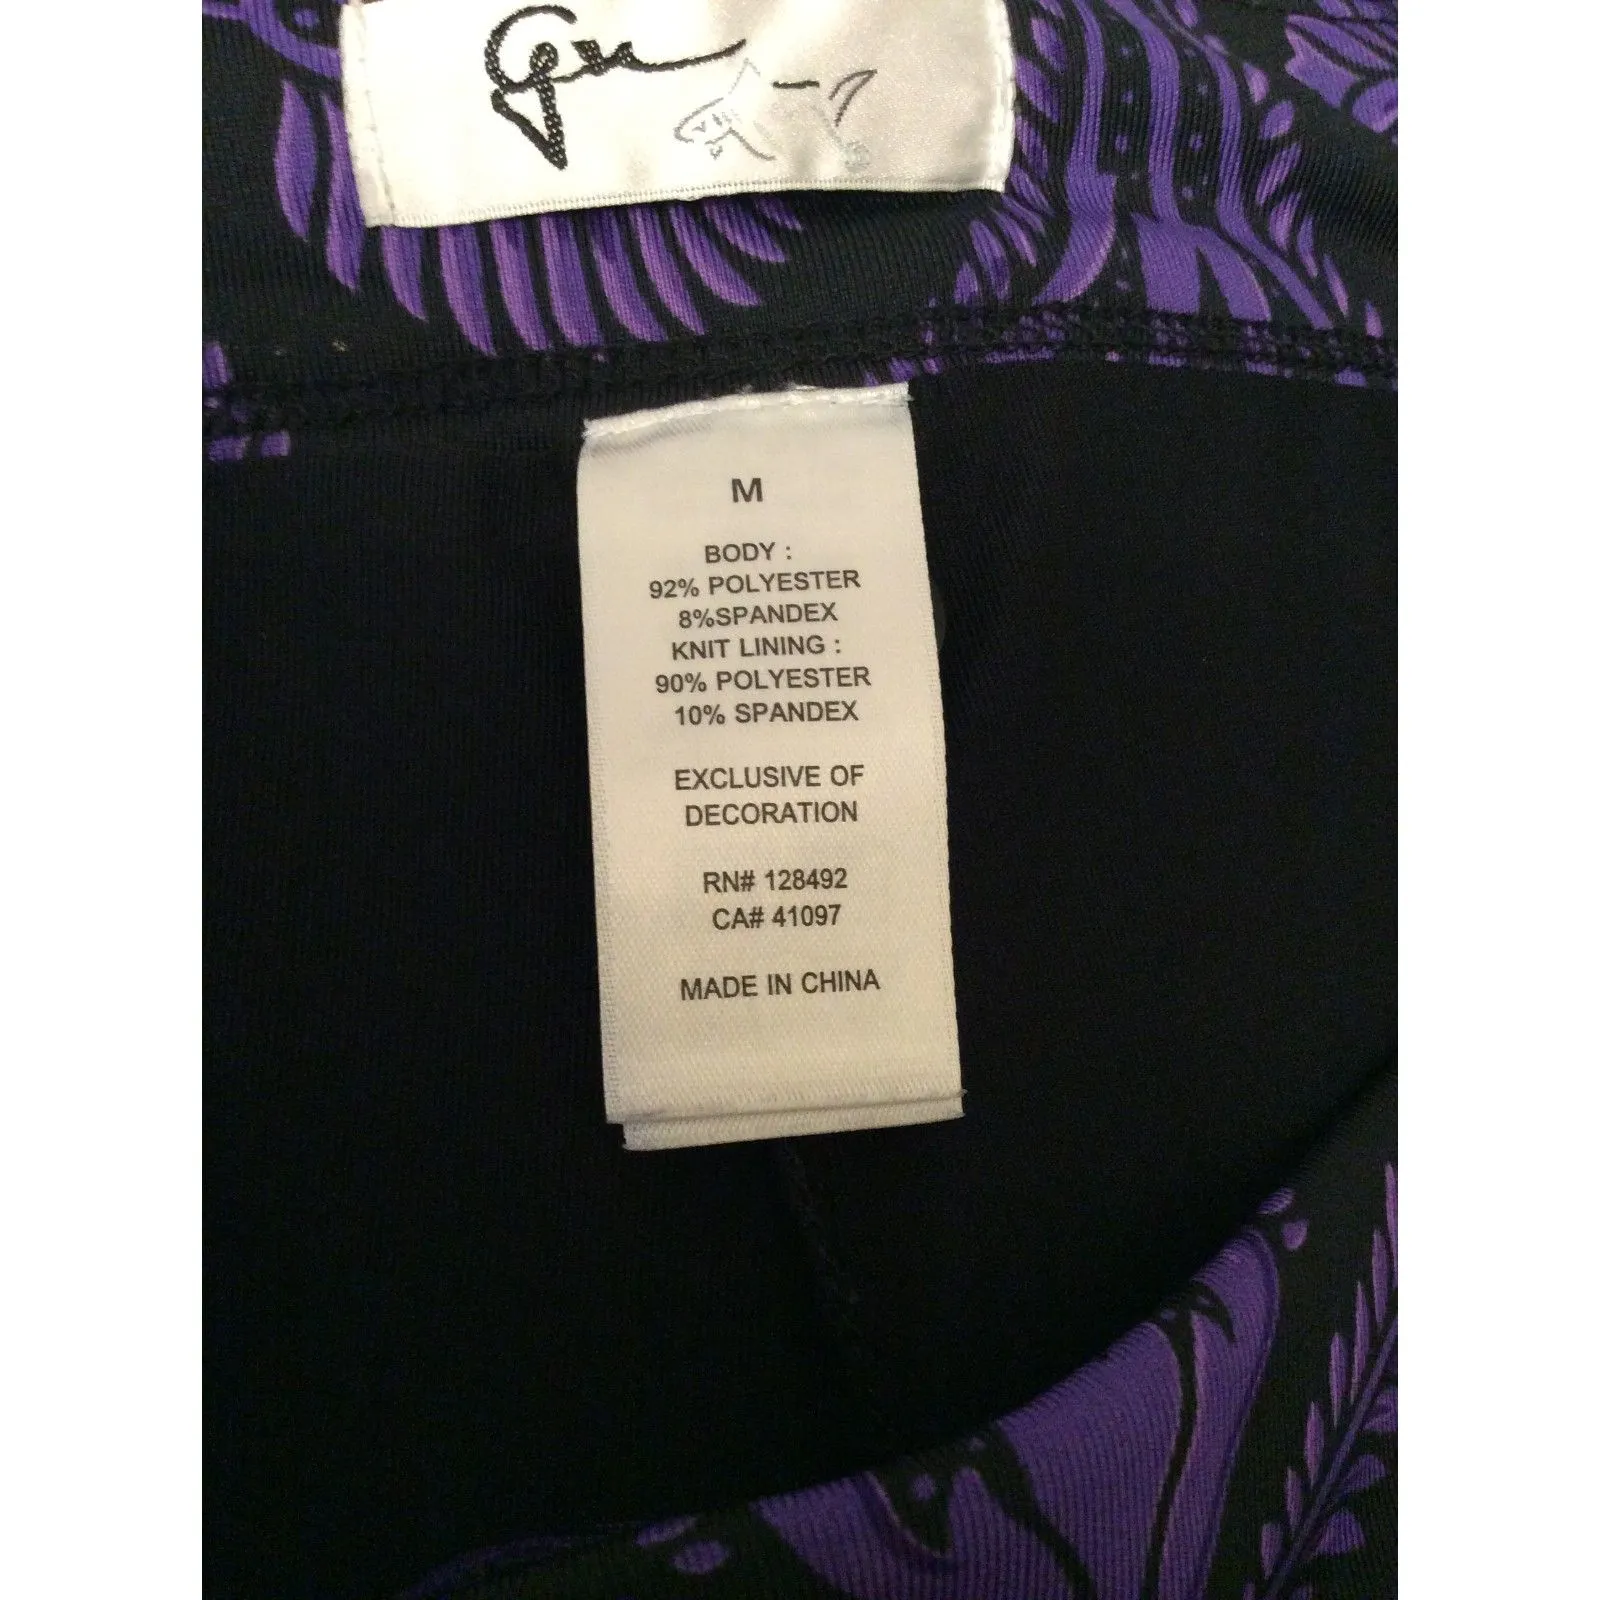 M
BODY :
92% POLYESTER
8%SPANDEX
KNIT LINING :
90% POLYESTER
10% SPANDEX
EXCLUSIVE OF
DECORATION
RN# 128492
CA# 41097
MADE IN CHINA